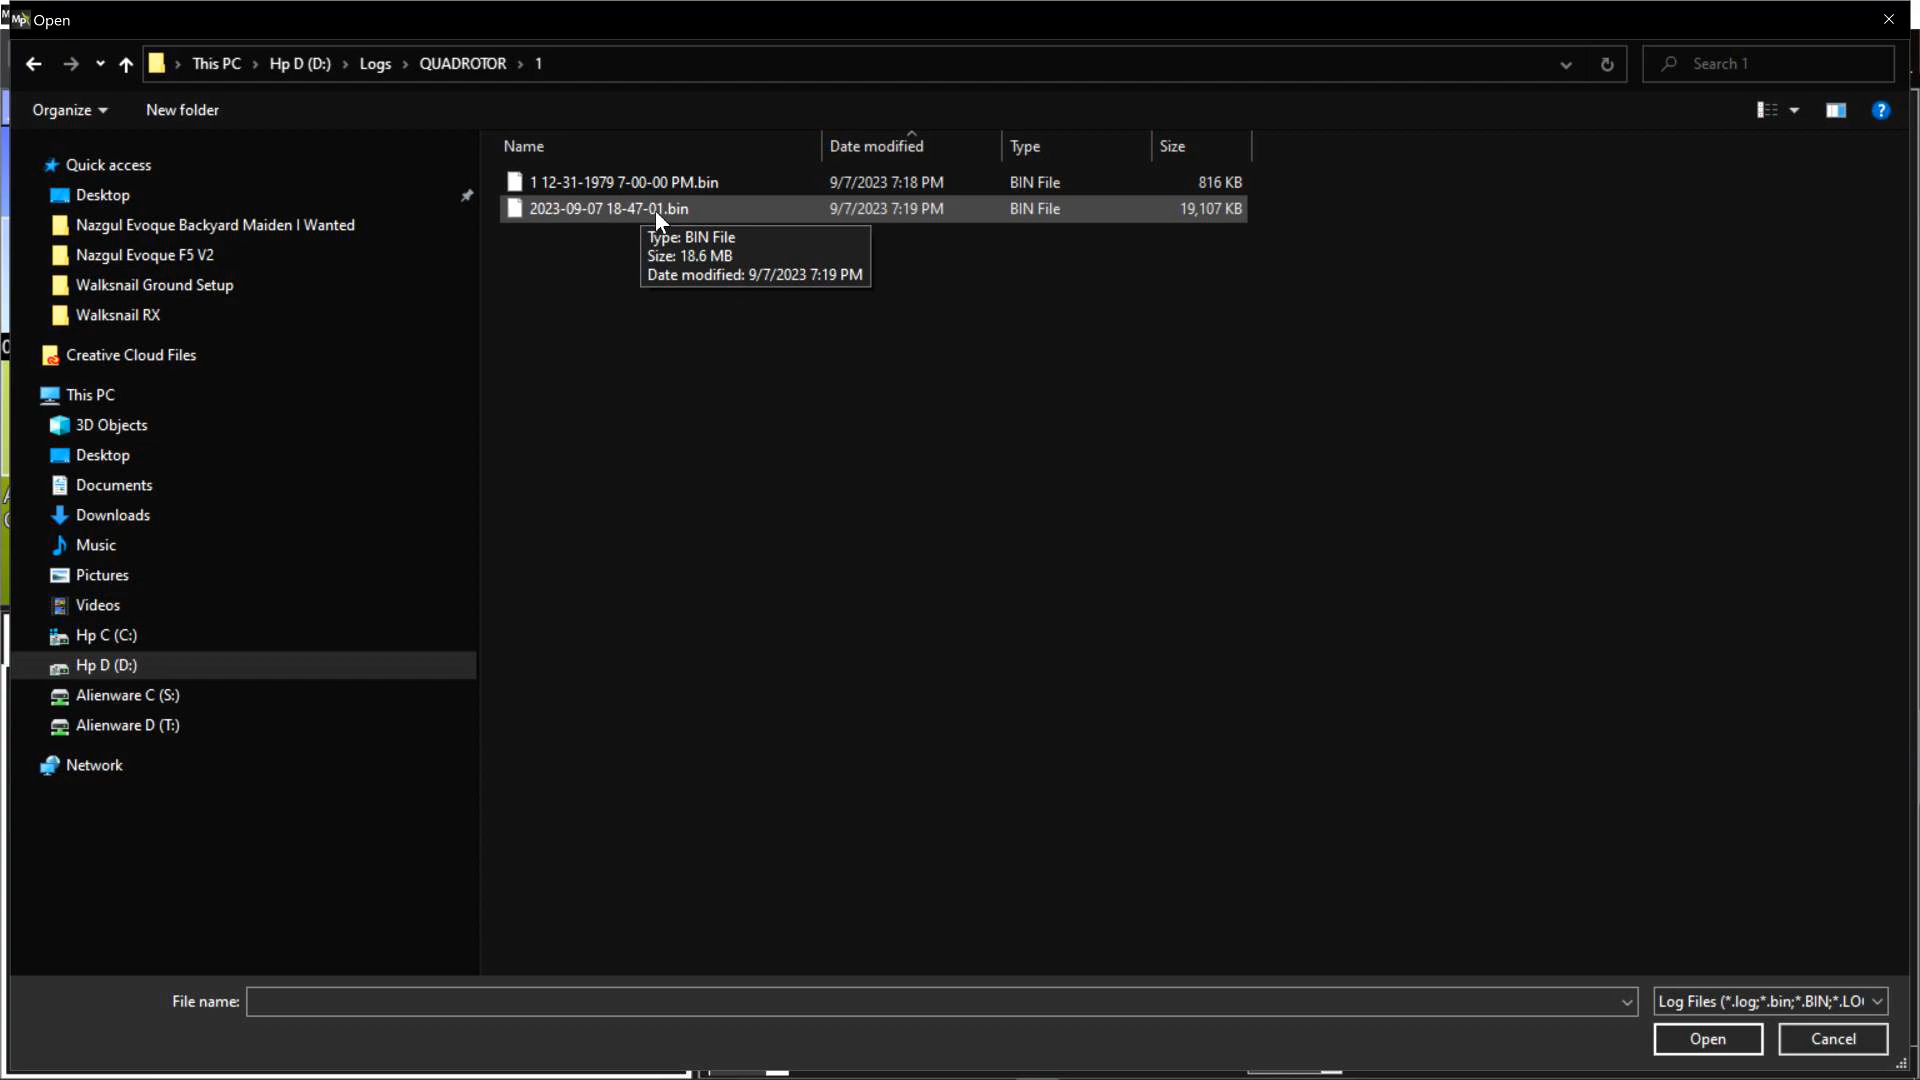 Mp Open
This PC > Hp D (D:) > Logs > QUADROTOR > 1
Search 1
Organize
New folder
?
Name
Date modified
Type
Size
1 12-31-1979 7-00-00 PM.bin 9/7/2023 7:18 PM BIN File 816 KB
2023-09-07 18-47-01.bin 9/7/2023 7:19 PM BIN File 19,107 KB
Type: BIN File
Size: 18.6 MB
Date modified: 9/7/2023 7:19 PM
Quick access
Desktop
Nazgul Evoque Backyard Maiden I Wanted
Nazgul Evoque F5 V2
Walksnail Ground Setup
Walksnail RX
Creative Cloud Files
This PC
3D Objects
Desktop
Documents
Downloads
Music
Pictures
Videos
Hp C (C:)
Hp D (D:)
Alienware C (S:)
Alienware D (T:)
Network
File name:
Log Files (*.log;*.bin;*.BIN;*.LO
Open
Cancel